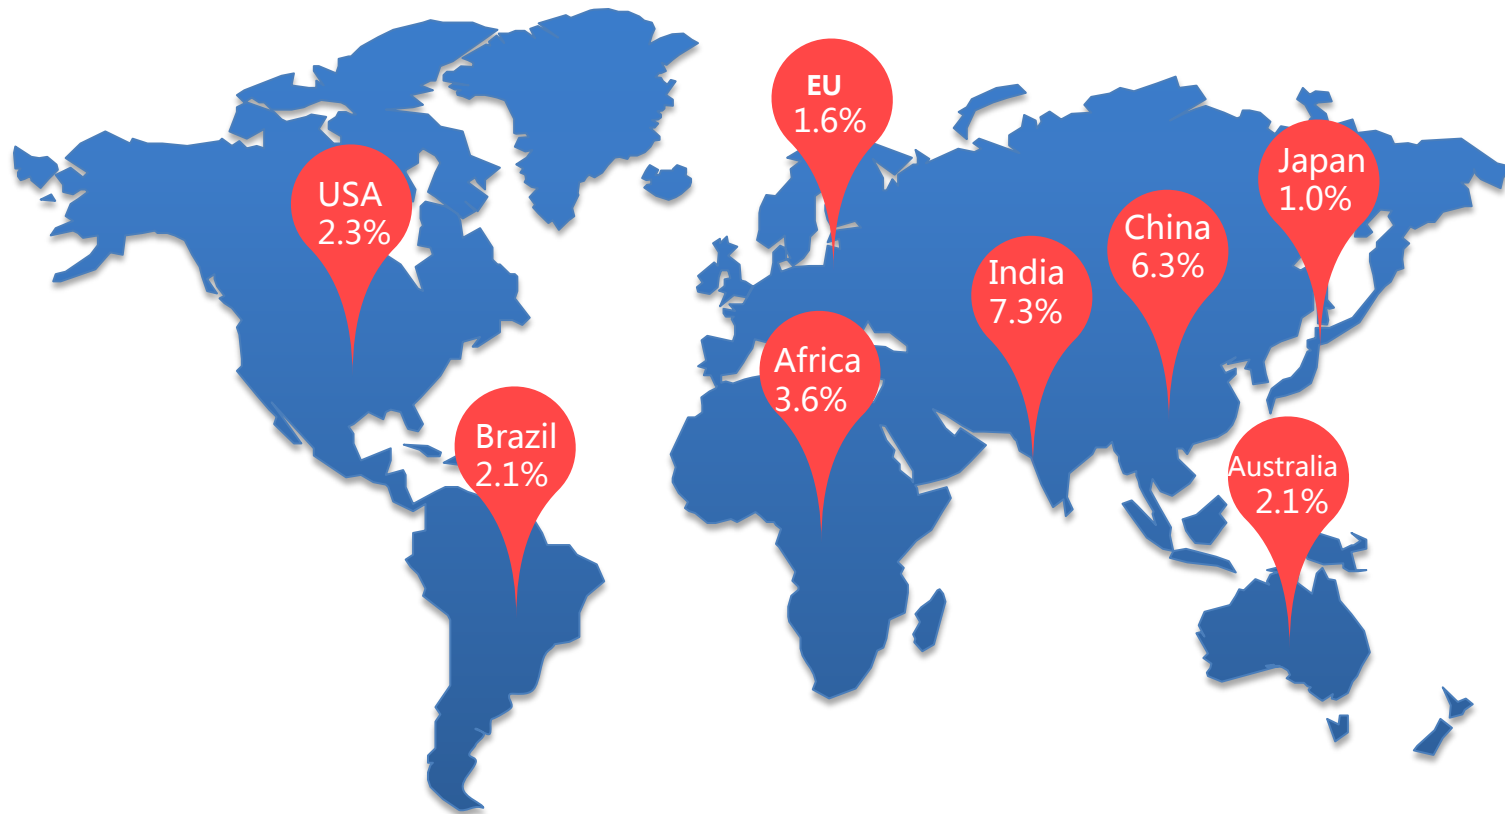 EU
1.6%
USA
2.3%
Japan
1.0%
China
6.3%
India
7.3%
Africa
3.6%
Brazil
2.1%
Australia
2.1%